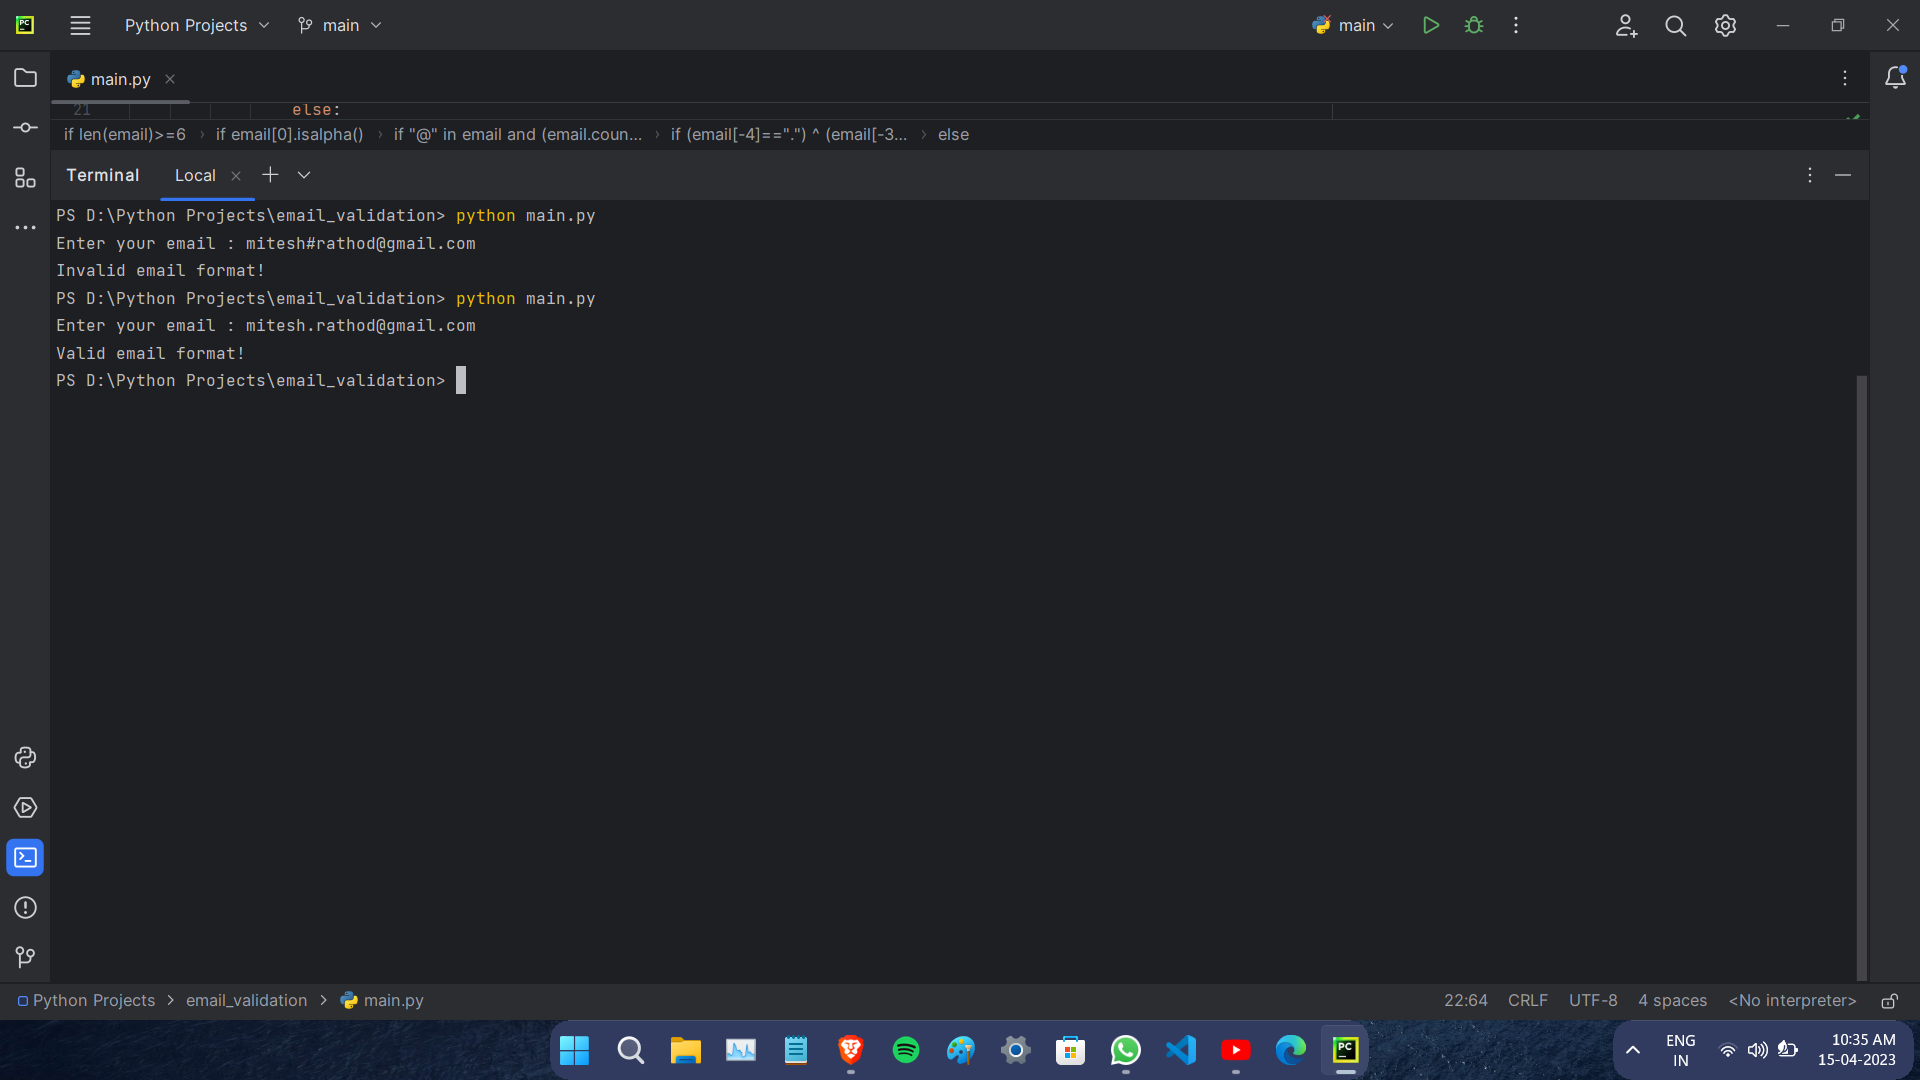 Python Projects main main
main.py
21 else:
if len(email)>=6 › if email[0].isalpha() › if "@" in email and (email.coun... › if (email[-4]==".") ^ (email[-3... › else
Terminal Local
PS D:\Python Projects\email_validation> python main.py
Enter your email : mitesh#rathod@gmail.com
Invalid email format!
PS D:\Python Projects\email_validation> python main.py
Enter your email : mitesh.rathod@gmail.com
Valid email format!
PS D:\Python Projects\email_validation>
Python Projects > email_validation > main.py 22:64 CRLF UTF-8 4 spaces <No interpreter>
ENG 10:35 AM
IN 15-04-2023